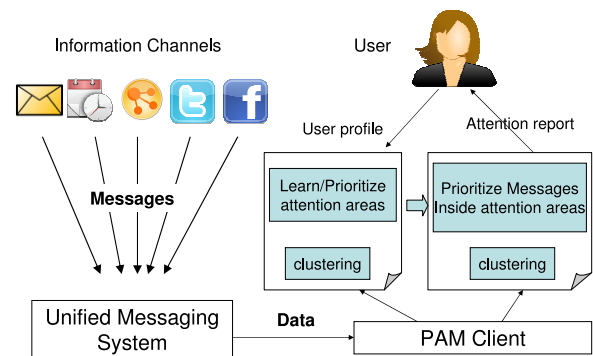 Information Channels
User
User profile
Attention report
Messages
Learn/Prioritize
attention areas
Prioritize Messages
Inside attention areas
clustering
clustering
Unified Messaging
System
Data
PAM Client